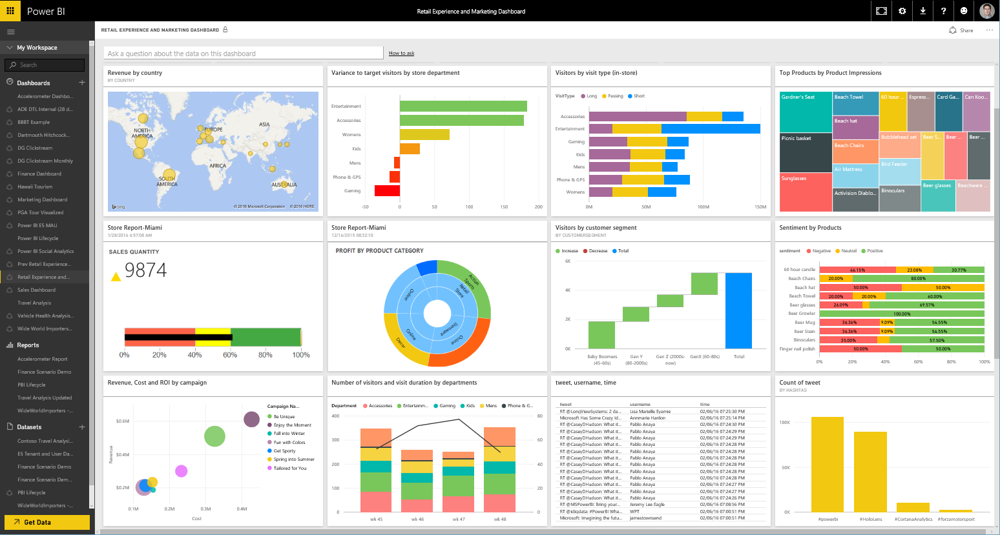 Power BI
Retail Experience and Marketing Dashboard
?
RETAIL EXPERIENCE AND MARKETING DASHBOARD
Share
...
My Workspace
Search
Dashboards
Accelerometer Dashbo...
ADE DTL Internal (28 d...
BBBT Example
Dartmouth Hitchcock...
DG Clickstream
DG Clickstream Monthly
Finance Dashboard
Hawaii Tourism
Marketing Dashboard
PGA Tour Visualized
Power BI ES MAU
Power BI Lifecycle
Power BI Social Analytics
Prev Retail Experience...
Retail Experience and...
Sales Dashboard
Travel Analysis
Vehicle Health Analysis...
Wide World Importers...
Reports
Accelerometer Report
Finance Scenario Demo
PBI Lifecycle
Travel Analysis Updated
WideWorldImporters -...
Datasets
Contoso Travel Analysi...
ES Tenant and User Da...
Finance Scenario Demo
Finance Scenario Dem...
PBI Lifecycle
WideWorldImporters -...
Get Data
Ask a question about the data on this dashboard
How to ask
Revenue by country
BY COUNTRY
NORTH
AMERICA
EUROPE
ASIA
AFRICA
SOUTH
AMERICA
AUSTRALIA
bing
© 2016 Microsoft Corporation © 2016 HERE
Variance to target visitors by store department
Entertainment
Accessories
Womens
Kids
Mens
Phone & GPS
Gaming
-50 0 50 100 150 200
Visitors by visit type (in-store)
VisitType Long Passing Short
Accessories
Entertainment
Gaming
Kids
Mens
Phone & GPS
Womens
0M 50M 100M 150M
Top Products by Product Impressions
Gardner's Seat
Picnic basket
Sunglasses
Beach Towel
Beach hat
Beach Chairs
Air Mattress
Activision Diablo...
60 hour ...
Espress...
Card Ga...
Can Koo...
Bobblehead set
Bird Feeder
Binoculars
Beer S...
Beer ...
Beer ...
Beer glasses
Beachware ...
Store Report-Miami
1/28/2016 6:57:08 AM
SALES QUANTITY
9874
0% 20% 40% 60% 80% 100%
Store Report-Miami
12/16/2015 08:32:10
PROFIT BY PRODUCT CATEGORY
Action
Sports
Retail
Store
Online
Stemware
Online
Online
Decor
Visitors by customer segment
BY CUSTOMERSEGMENT
Increase Decrease Total
6K
4K
2K
0K
Baby Boomers
(45-60s)
Gen Y
(80-2000s)
Gen Z (2000s-
now)
GenX (60-80s)
Total
Sentiment by Products
sentiment Negative Neutral Positive
60 hour candle 46.15% 23.08% 30.77%
Beach Chairs 20.00% 80.00%
Beach hat 50.00% 50.00%
Beach Towel 20.00% 20.00% 60.00%
Beer glasses 26.09% 69.57%
Beer Growler 100.00%
Beer Mug 36.36% 9.09% 54.55%
Beer Stein 36.36% 9.09% 54.55%
Binoculars 35.00% 57.50%
Finger nail polish 50.00% 50.00%
0% 20% 40% 60% 80% 100%
Revenue, Cost and ROI by campaign
Revenue
$0.6M
$0.4M
$0.2M
0.1M 0.2M 0.3M 0.4M
Cost
Campaign Na...
Be Unique
Enjoy the Moment
Fall into Winter
Fun with Colors
Get Sporty
Spring into Summer
Tailored for You
Number of visitors and visit duration by departments
Department Accessories Entertainm... Gaming Kids Mens Phone & G...
400 80
300 60
200 40
100 20
0 0
wk 45 wk 46 wk 47 wk 48
tweet, username, time
tweet username time
RT @LongViewSystems: 2 da... Lisa Marielle Eyamie 02/06/16 07:25:30 PM
Microsoft Has Some Crazy Id... Annmarie Hanlon 02/06/16 07:25:14 PM
RT @CaseyDHudson: What it... Pablo Anaya 02/06/16 07:24:30 PM
RT @CaseyDHudson: What it... Pablo Anaya 02/06/16 07:24:29 PM
RT @CaseyDHudson: What it... Pablo Anaya 02/06/16 07:24:29 PM
RT @CaseyDHudson: What it... Pablo Anaya 02/06/16 07:24:28 PM
RT @CaseyDHudson: What it... Pablo Anaya 02/06/16 07:24:28 PM
RT @CaseyDHudson: What it... Pablo Anaya 02/06/16 07:24:28 PM
RT @CaseyDHudson: What it... Pablo Anaya 02/06/16 07:24:28 PM
RT @CaseyDHudson: What it... Pablo Anaya 02/06/16 07:24:28 PM
RT @CaseyDHudson: What it... Pablo Anaya 02/06/16 07:24:28 PM
RT @CaseyDHudson: What it... Pablo Anaya 02/06/16 07:24:27 PM
RT @CaseyDHudson: What it... Pablo Anaya 02/06/16 07:24:27 PM
RT @CaseyDHudson: What it... Pablo Anaya 02/06/16 07:24:26 PM
RT @MSPowerBI: Bring your... Jeremy Lee Eagle 02/06/16 07:08:56 PM
RT @idigdata: #PowerBI Wha... WPT 02/06/16 07:00:51 PM
Microsoft: Imagining the futu... jamestownsend 02/06/16 07:00:51 PM
Count of tweet
BY HASHTAG
100K
50K
0K
#powerbi #HoloLens #CortanaAnalytics #forzamotorsport